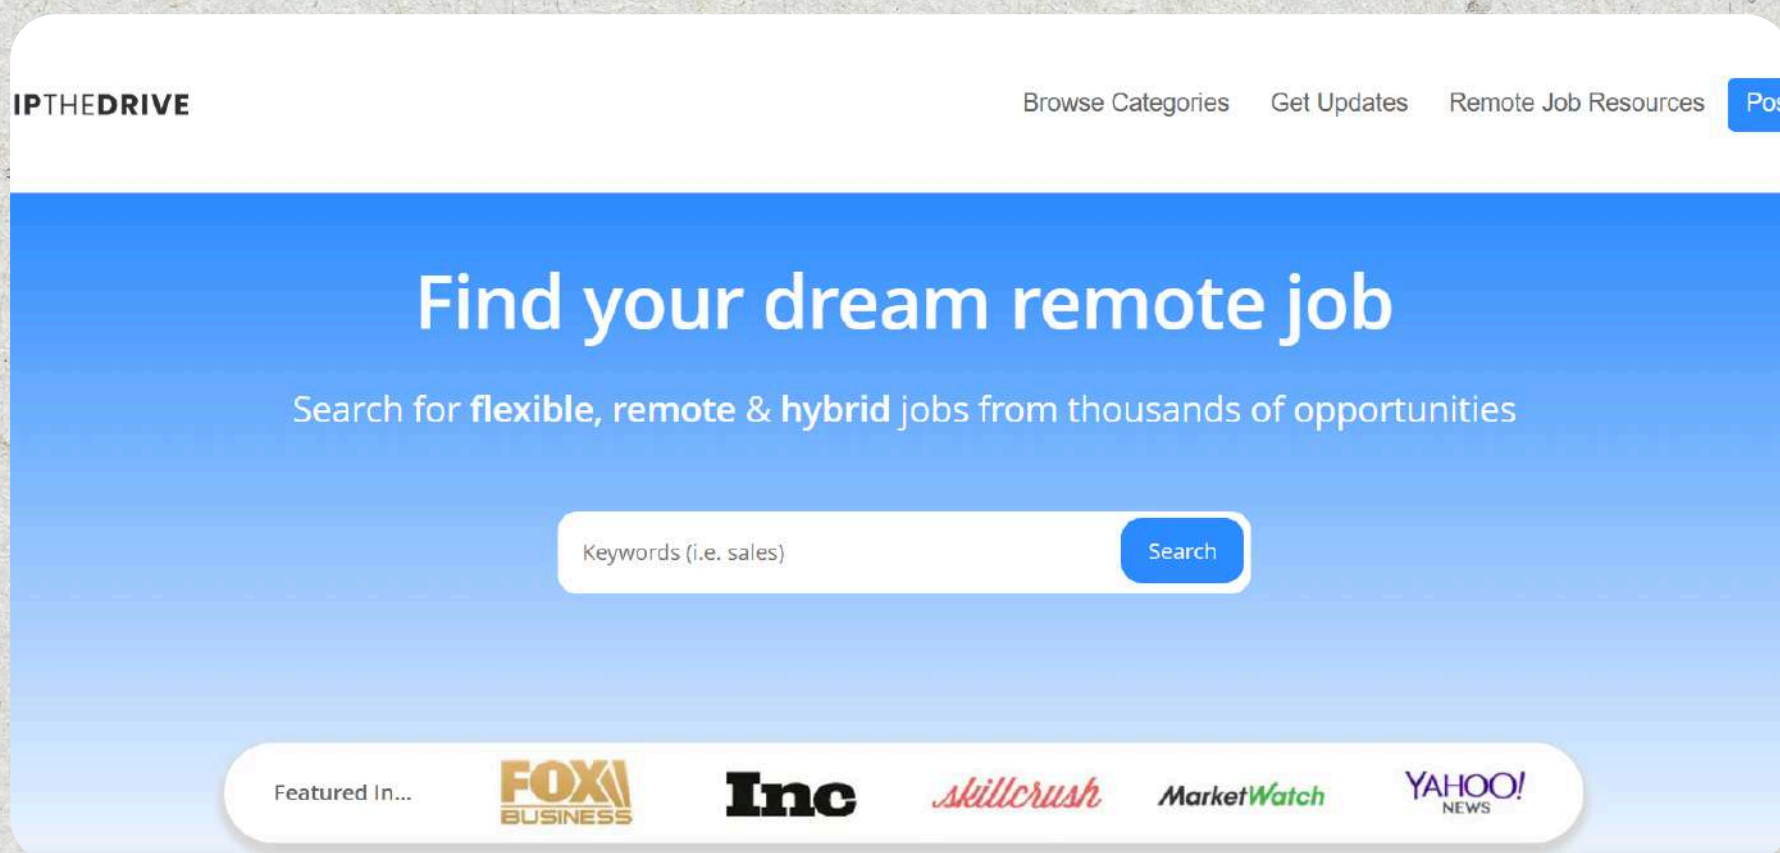 IPTHEDRIVE
Browse Categories Get Updates Remote Job Resources Pos
Find your dream remote job
Search for flexible, remote & hybrid jobs from thousands of opportunities
Keywords (i.e. sales) Search
Featured In... FOX BUSINESS Inc skillcrush MarketWatch YAHOO! NEWS